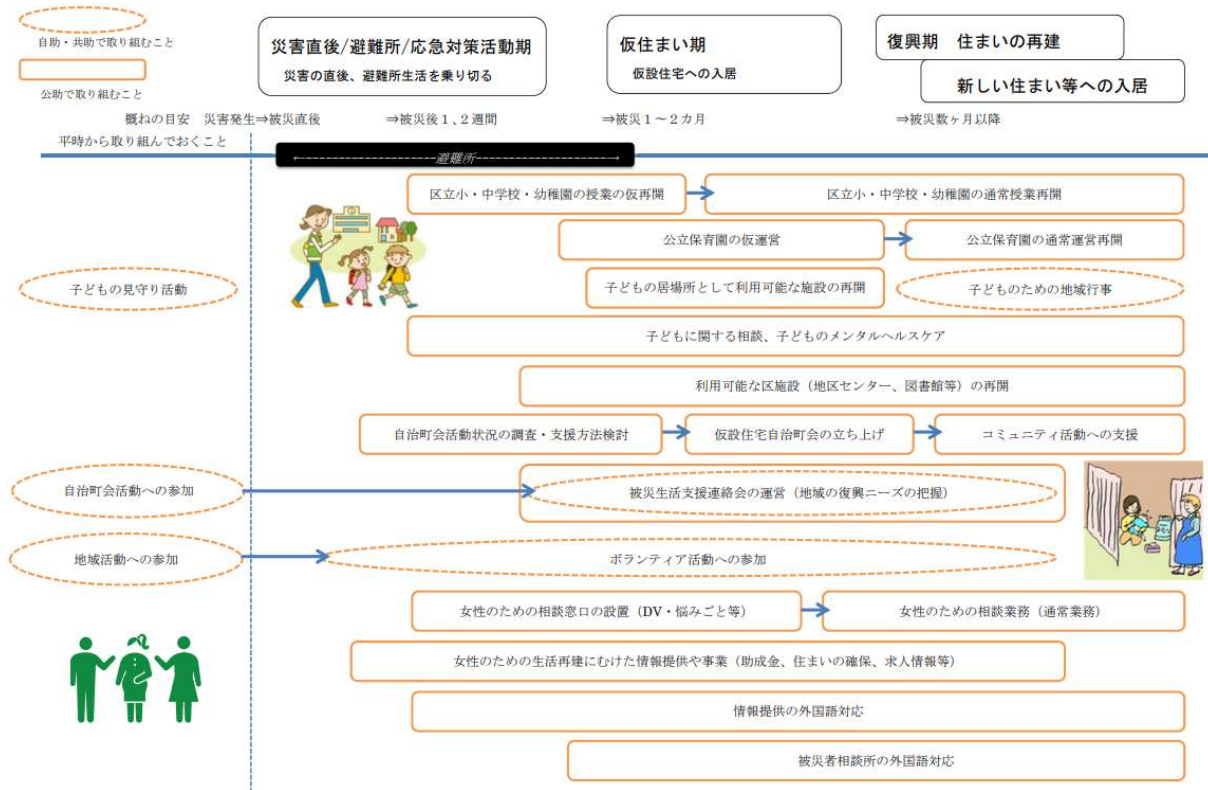 自助・共助で取り組むこと
公助で取り組むこと
災害直後/避難所/応急対策活動期
災害の直後、避難所生活を乗り切る
仮住まい期
仮設住宅への入居
復興期 住まいの再建
新しい住まい等への入居
概ねの目安 災害発生⇒被災直後 ⇒被災後1、2週間 ⇒被災1～2カ月 ⇒被災数ヶ月以降
平時から取り組んでおくこと
避難所
区立小・中学校・幼稚園の授業の仮再開
区立小・中学校・幼稚園の通常授業再開
公立保育園の仮運営
公立保育園の通常運営再開
子どもの見守り活動
子どもの居場所として利用可能な施設の再開
子どものための地域行事
子どもに関する相談、子どものメンタルヘルスケア
利用可能な区施設（地区センター、図書館等）の再開
自治町会活動状況の調査・支援方法検討
仮設住宅自治町会の立ち上げ
コミュニティ活動への支援
自治町会活動への参加
被災生活支援連絡会の運営（地域の復興ニーズの把握）
地域活動への参加
ボランティア活動への参加
女性のための相談窓口の設置（DV・悩みごと等）
女性のための相談業務（通常業務）
女性のための生活再建にむけた情報提供や事業（助成金、住まいの確保、求人情報等）
情報提供の外国語対応
被災者相談所の外国語対応